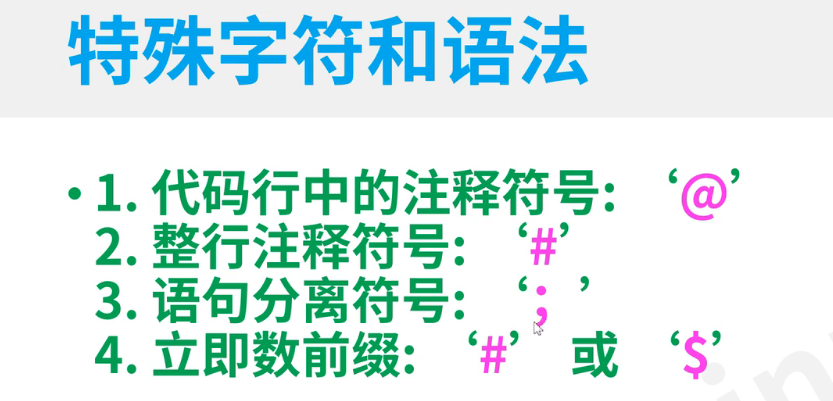 特殊字符和语法
• 1. 代码行中的注释符号: ‘@’
2. 整行注释符号: ‘#’
3. 语句分离符号: ‘; ’
4. 立即数前缀: ‘#’ 或 ‘$’